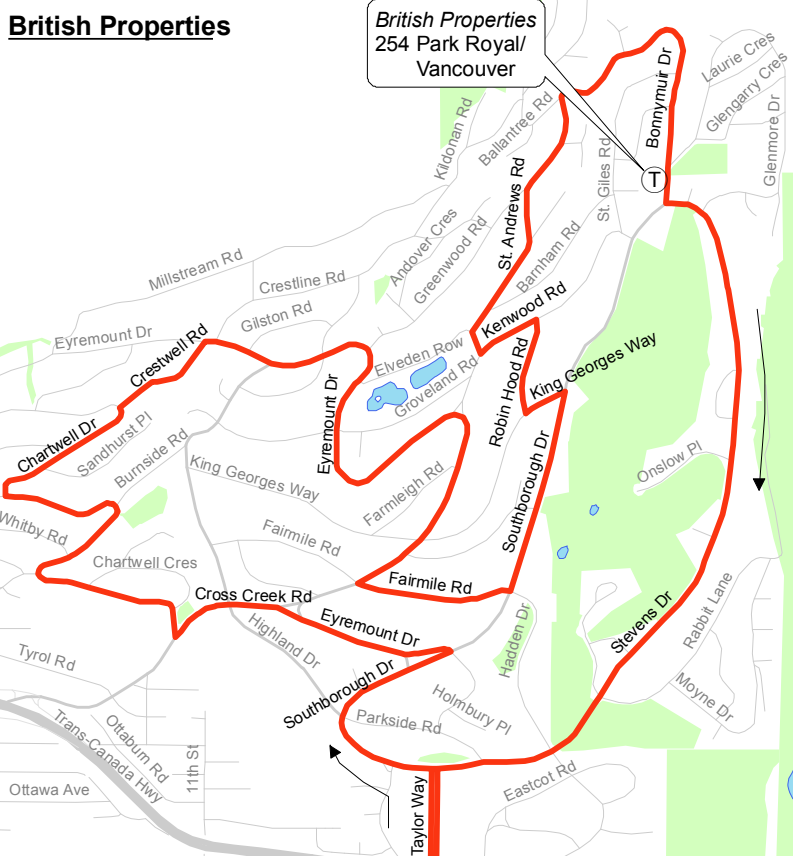 British Properties
British Properties
254 Park Royal/
Vancouver
T
Bonnymuir Dr
Laurie Cres
Glengarry Cres
Glenmore Dr
Kildonan Rd
Ballantree Rd
St. Giles Rd
St. Andrews Rd
Andover Cres
Greenwood Rd
Barnham Rd
Millstream Rd
Crestline Rd
Gilston Rd
Eyremount Dr
Crestwell Rd
Kenwood Rd
Elveden Row
Groveland Rd
Robin Hood Rd
King Georges Way
Eyremount Dr
Chartwell Dr
Sandhurst Pl
Burnside Rd
King Georges Way
Farmleigh Rd
Southborough Dr
Onslow Pl
Whitby Rd
Fairmile Rd
Chartwell Cres
Fairmile Rd
Cross Creek Rd
Eyremount Dr
Highland Dr
Hadden Dr
Stevens Dr
Rabbit Lane
Tyrol Rd
Southborough Dr
Parkside Rd
Holmbury Pl
Moyne Dr
Ottaburn Rd
Trans-Canada Hwy
11th St
Ottawa Ave
Eastcot Rd
Taylor Way